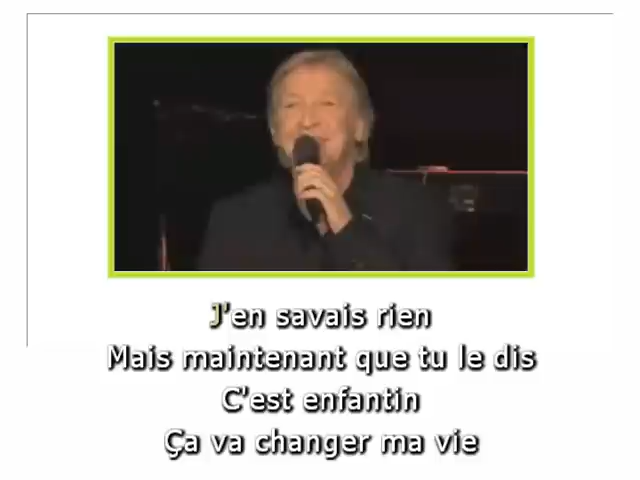 J'en savais rien
Mais maintenant que tu le dis
C'est enfantin
Ça va changer ma vie